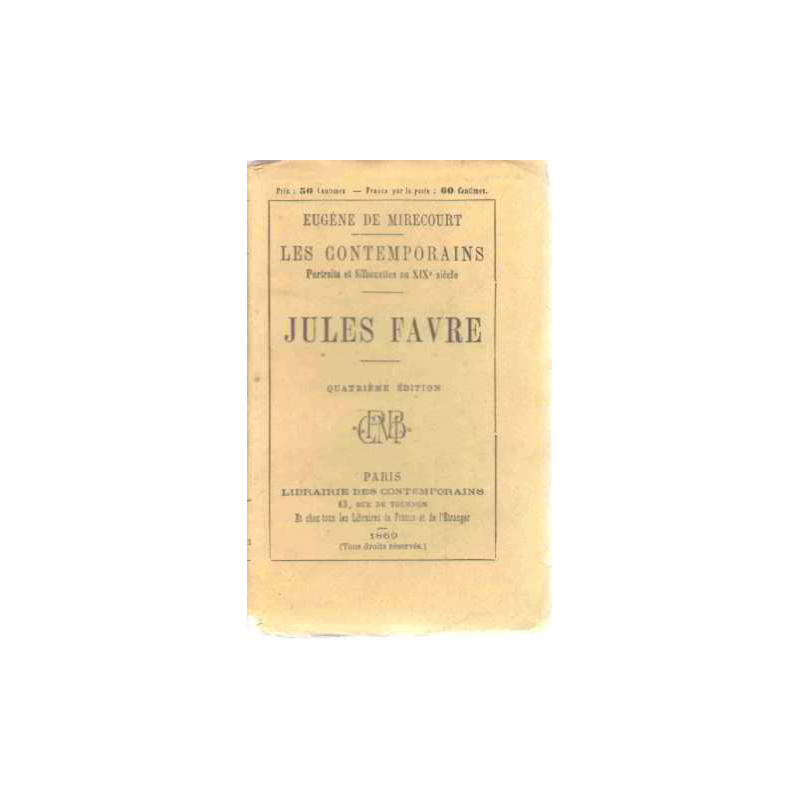 Prix : 50 Centimes — Franco par la poste : 60 Centimes.
EUGÈNE DE MIRECOURT
LES CONTEMPORAINS
Portraits et Silhouettes au XIXe siècle
JULES FAVRE
QUATRIÈME ÉDITION
PARIS
LIBRAIRIE DES CONTEMPORAINS
13, RUE DE TOURNON
Et chez tous les Libraires de France et de l'Étranger
1869
(Tous droits réservés.)